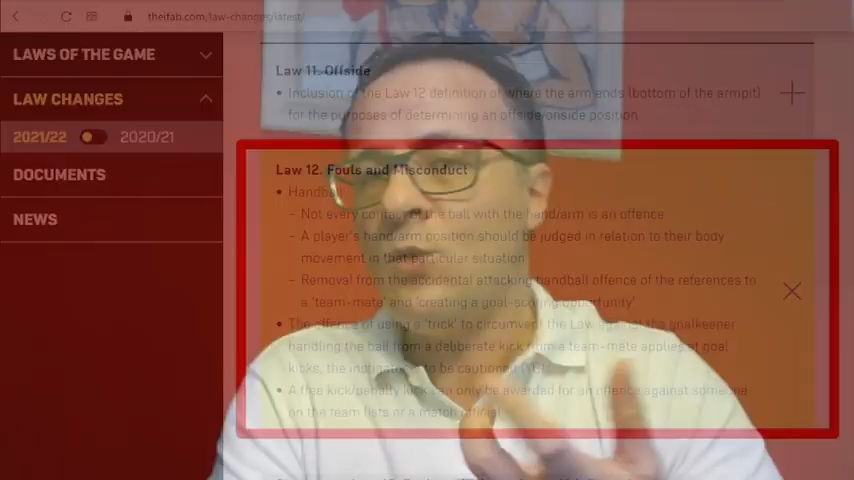 theifab.com/law-changes/latest/
LAWS OF THE GAME
LAW CHANGES
2021/22 2020/21
DOCUMENTS
NEWS
Law 11. Offside
• Inclusion of the Law 12 definition of where the arm ends (bottom of the armpit)
for the purposes of determining an offside/onside position
Law 12. Fouls and Misconduct
• Handball
– Not every contact of the ball with the hand/arm is an offence
– A player's hand/arm position should be judged in relation to their body
movement in that particular situation
– Removal from the accidental attacking handball offence of the references to
a 'team-mate' and 'creating a goal-scoring opportunity'
• The offence of using a 'trick' to circumvent the Law against the goalkeeper
handling the ball from a deliberate kick from a team-mate applies at goal
kicks, the instigator to be cautioned (YC)
• A free kick/penalty kick can only be awarded for an offence against someone
on the team lists or a match official